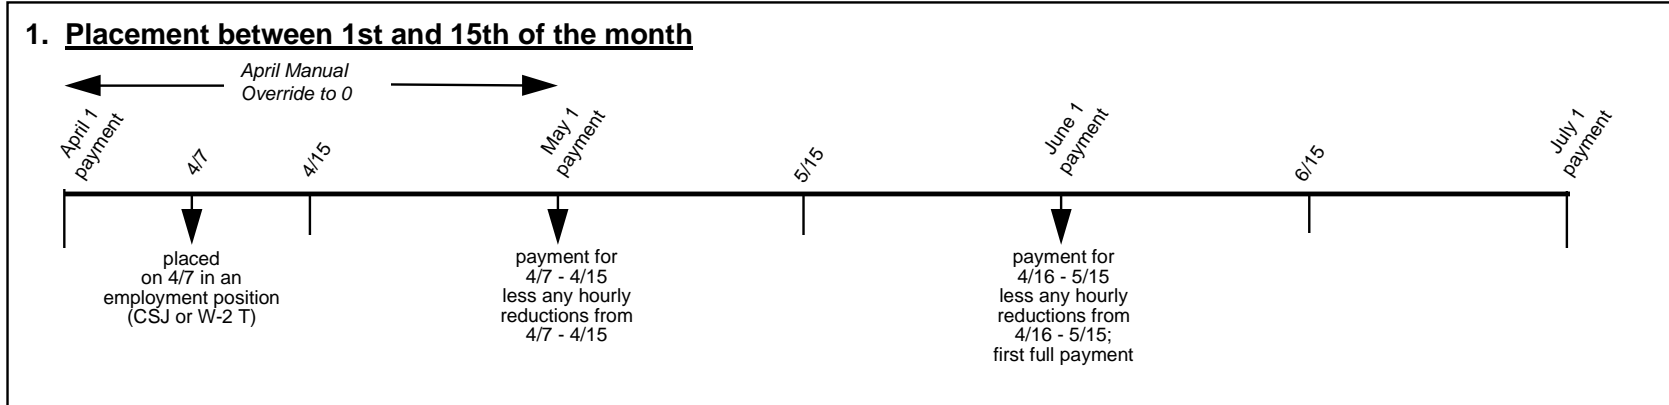 1. Placement between 1st and 15th of the month
April Manual
Override to 0
April 1
payment
4/7
4/15
May 1
payment
5/15
June 1
payment
6/15
July 1
payment
placed
on 4/7 in an
employment position
(CSJ or W-2 T)
payment for
4/7 - 4/15
less any hourly
reductions from
4/7 - 4/15
payment for
4/16 - 5/15
less any hourly
reductions from
4/16 - 5/15;
first full payment